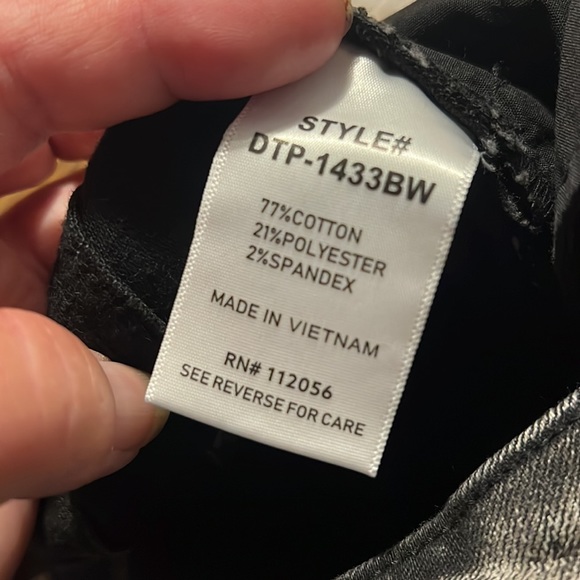 STYLE#
DTP-1433BW
77%COTTON
21%POLYESTER
2%SPANDEX
MADE IN VIETNAM
RN# 112056
SEE REVERSE FOR CARE